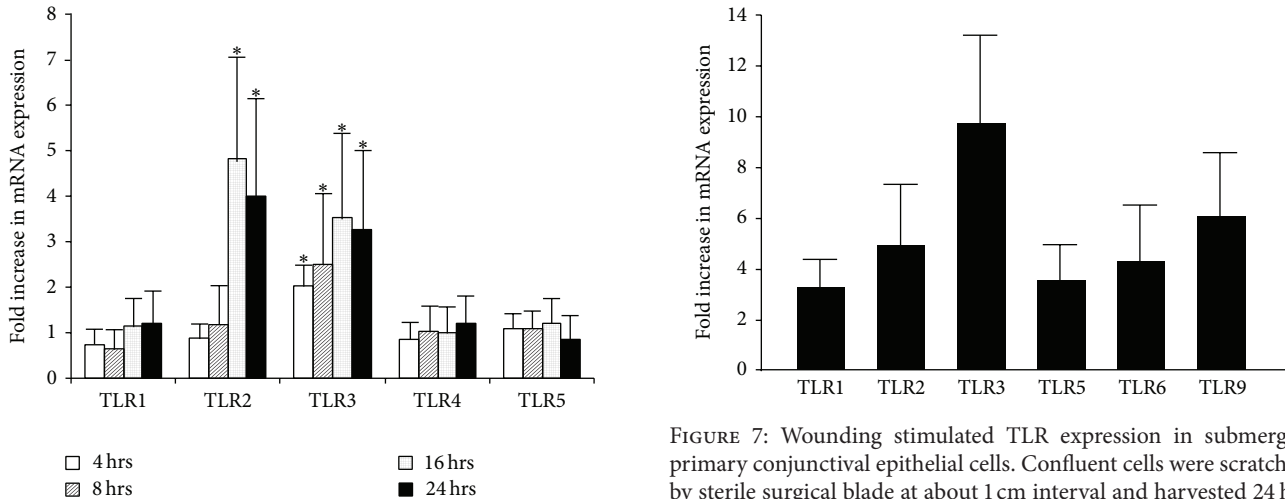 Fold increase in mRNA expression
8
7
6
5
4
3
2
1
0
*
*
*
*
*
*
TLR1 TLR2 TLR3 TLR4 TLR5
4 hrs
8 hrs
16 hrs
24 hrs
Fold increase in mRNA expression
14
12
10
8
6
4
2
0
TLR1 TLR2 TLR3 TLR5 TLR6 TLR9
FIGURE 7: Wounding stimulated TLR expression in submerg
primary conjunctival epithelial cells. Confluent cells were scratch
by sterile surgical blade at about 1 cm interval and harvested 24 h